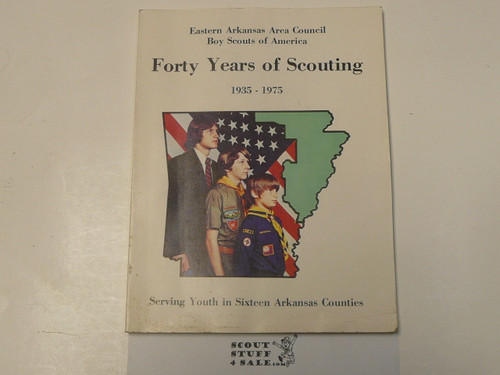 Eastern Arkansas Area Council
Boy Scouts of America
Forty Years of Scouting
1935 - 1975
Serving Youth in Sixteen Arkansas Counties
SCOUT
STUFF
4 SALE.com